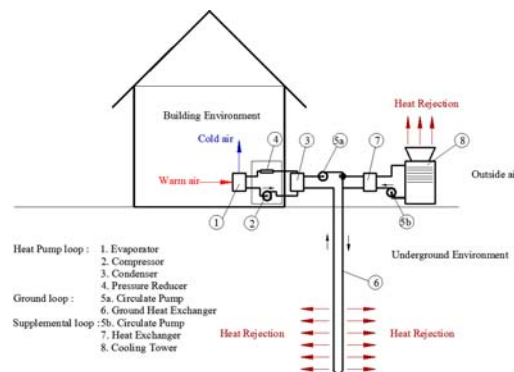 Heat Rejection
4
3
5a
7
8
Building Environment
Cold air
Warm air
Outside ai
1
2
5b
Heat Pump loop : 1. Evaporator
2. Compressor
3. Condenser
4. Pressure Reducer
Ground loop : 5a. Circulate Pump
6. Ground Heat Exchanger
Supplemental loop : 5b. Circulate Pump
7. Heat Exchanger
8. Cooling Tower
Underground Environment
6
Heat Rejection
Heat Rejection